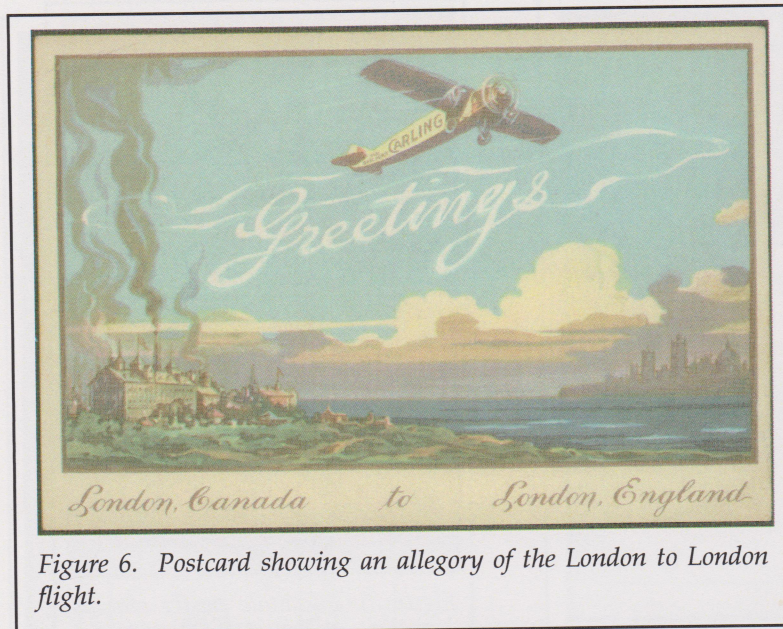 CARLING
Greetings
London, Canada to London, England
Figure 6. Postcard showing an allegory of the London to London
flight.